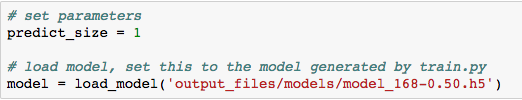 # set parameters
predict_size = 1
# load model, set this to the model generated by train.py
model = load_model('output_files/models/model_168-0.50.h5')